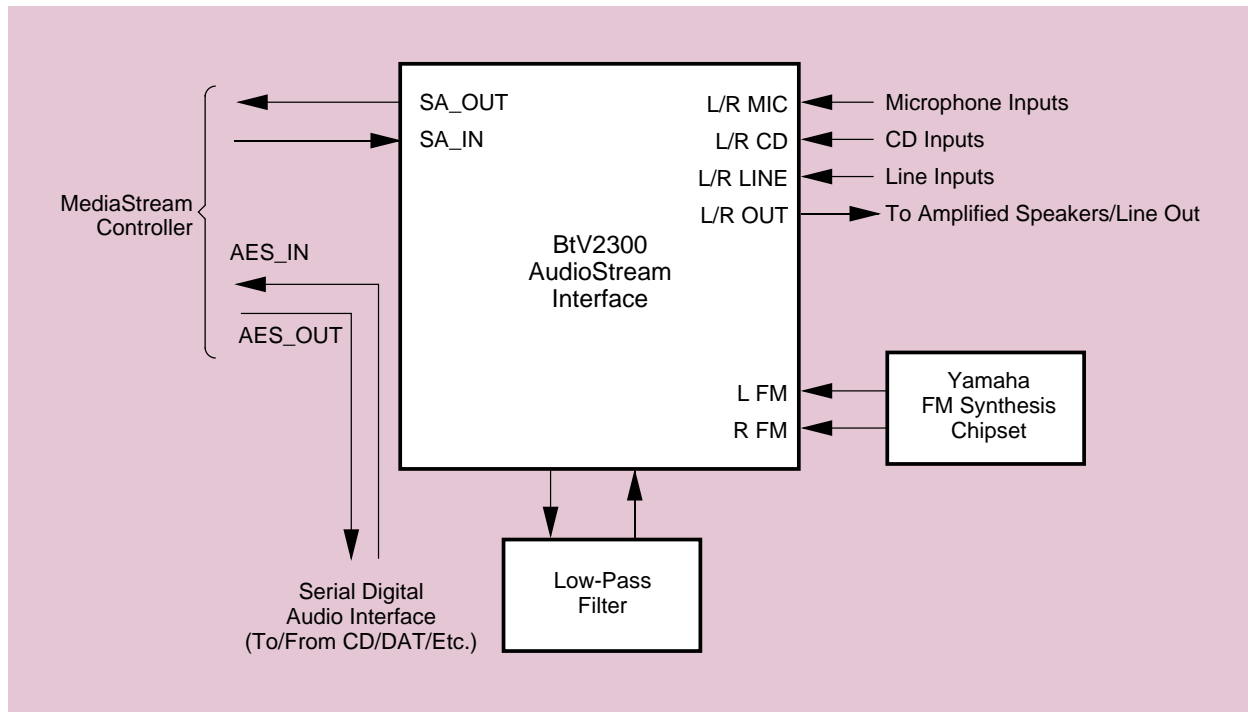 SA_OUT
SA_IN
MediaStream
Controller
AES_IN
AES_OUT
BtV2300
AudioStream
Interface
L/R MIC
L/R CD
L/R LINE
L/R OUT
Microphone Inputs
CD Inputs
Line Inputs
To Amplified Speakers/Line Out
L FM
R FM
Yamaha
FM Synthesis
Chipset
Low-Pass
Filter
Serial Digital
Audio Interface
(To/From CD/DAT/Etc.)